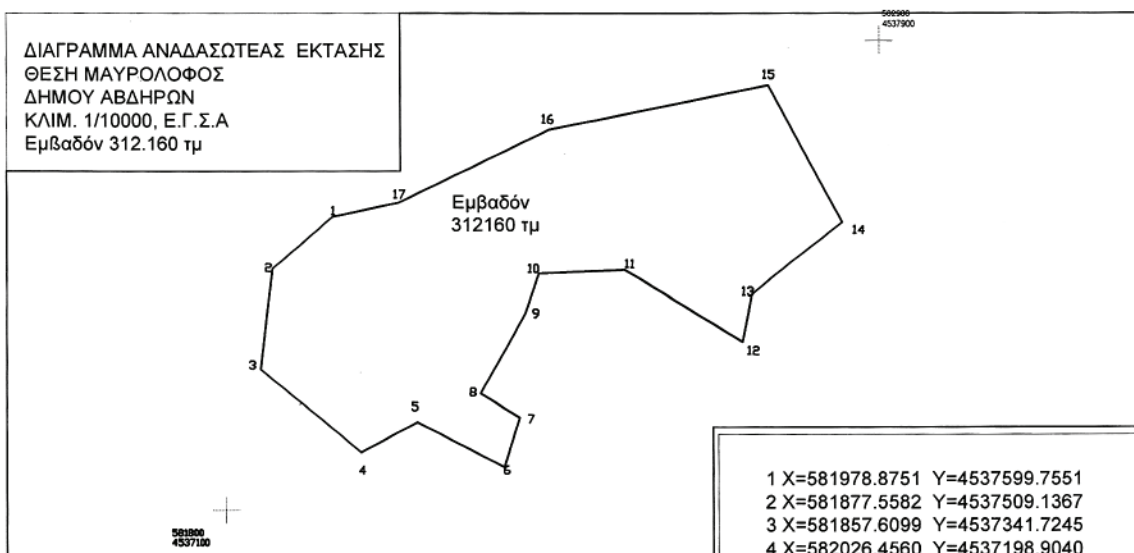 ΔΙΑΓΡΑΜΜΑ ΑΝΑΔΑΣΩΤΕΑΣ ΕΚΤΑΣΗΣ
ΘΕΣΗ ΜΑΥΡΟΛΟΦΟΣ
ΔΗΜΟΥ ΑΒΔΗΡΩΝ
ΚΛΙΜ. 1/10000, Ε.Γ.Σ.Α
Εμβαδόν 312.160 τμ
4537900
15
16
17
1
Εμβαδόν
312160 τμ
14
2
10
11
13
9
12
3
8
5
7
4
6
581800
4537100
1 X=581978.8751 Y=4537599.7551
2 X=581877.5582 Y=4537509.1367
3 X=581857.6099 Y=4537341.7245
4 X=582026.4560 Y=4537198.9040